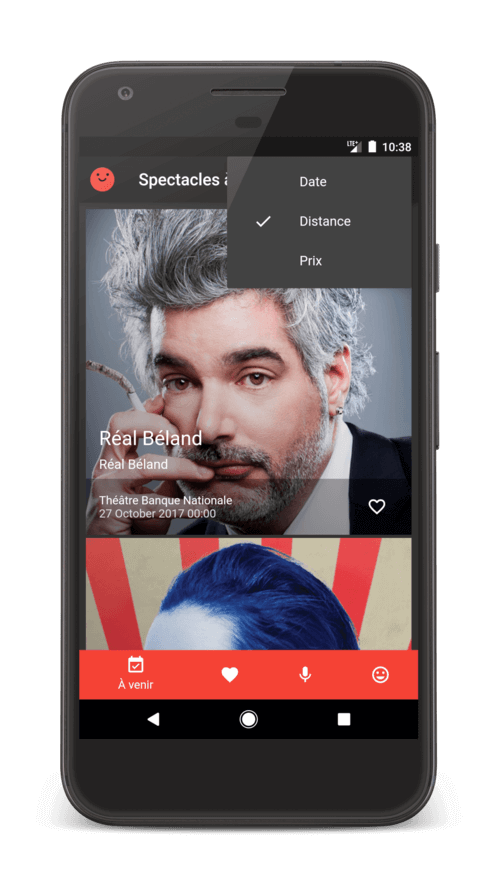 LTE+ 10:38
Spectacles à
Date
Distance
Prix
Réal Béland
Réal Béland
Théâtre Banque Nationale
27 October 2017 00:00
À venir